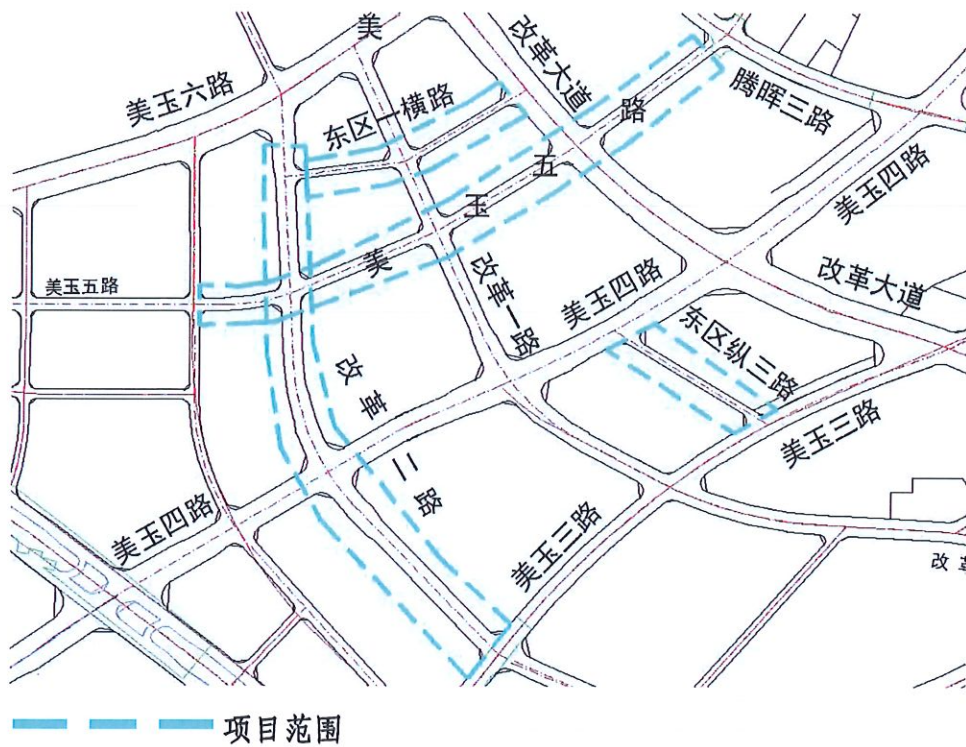 美
改革大道
美玉六路
东区一横路
路
腾晖三路
五
美玉四路
玉
美玉五路
美
改革一路
美玉四路
改革大道
东区纵三路
改革二路
美玉三路
美玉四路
美玉三路
改革
项目范围